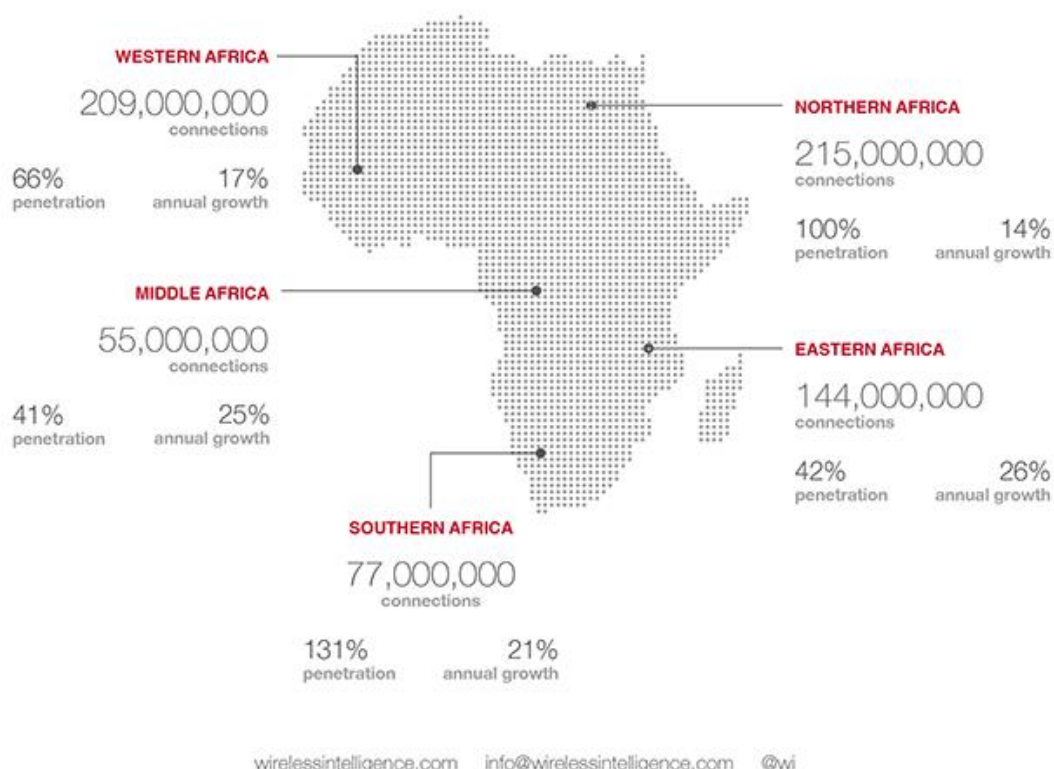 WESTERN AFRICA
209,000,000
connections
66% 17%
penetration annual growth
NORTHERN AFRICA
215,000,000
connections
100% 14%
penetration annual growth
MIDDLE AFRICA
55,000,000
connections
41% 25%
penetration annual growth
EASTERN AFRICA
144,000,000
connections
42% 26%
penetration annual growth
SOUTHERN AFRICA
77,000,000
connections
131% 21%
penetration annual growth
wirelessintelligence.com info@wirelessintelligence.com @wi